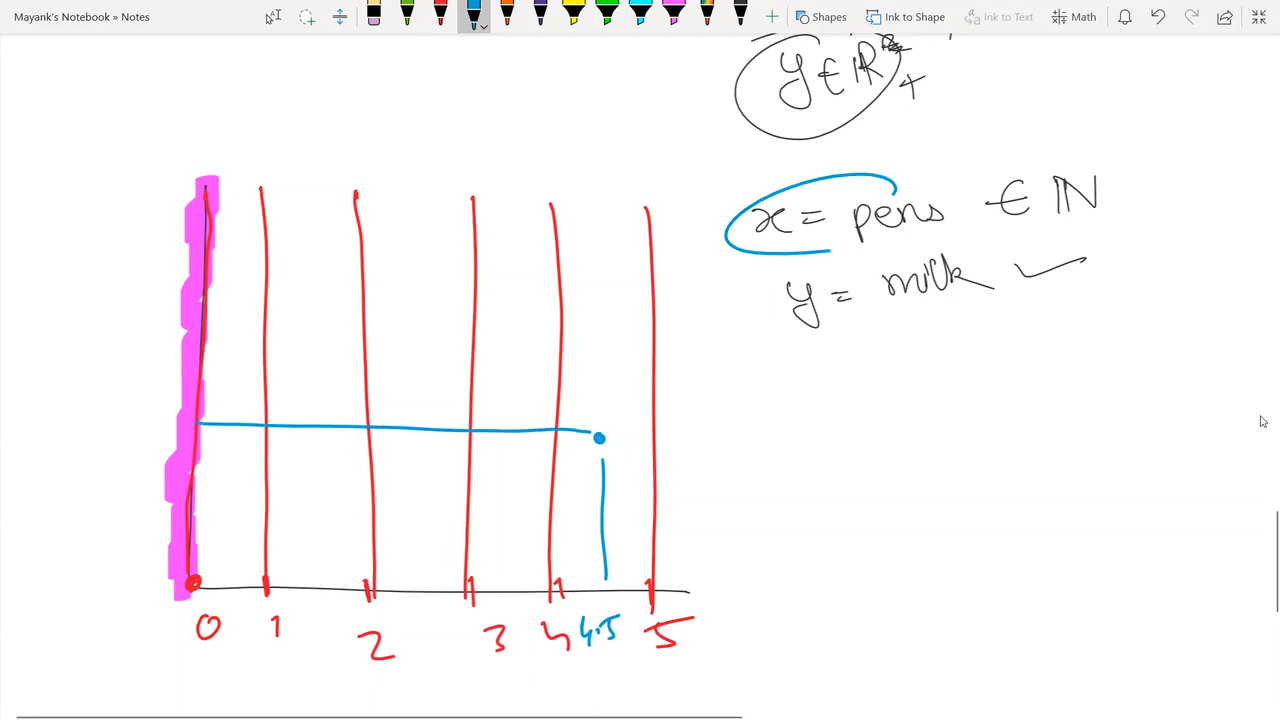 Mayank's Notebook » Notes
Shapes
Ink to Shape
Ink to Text
Math
y ∈ ℝ +
x = pens ∈ ℕ
y = milk ✓
0 1 2 3 4 4.5 5